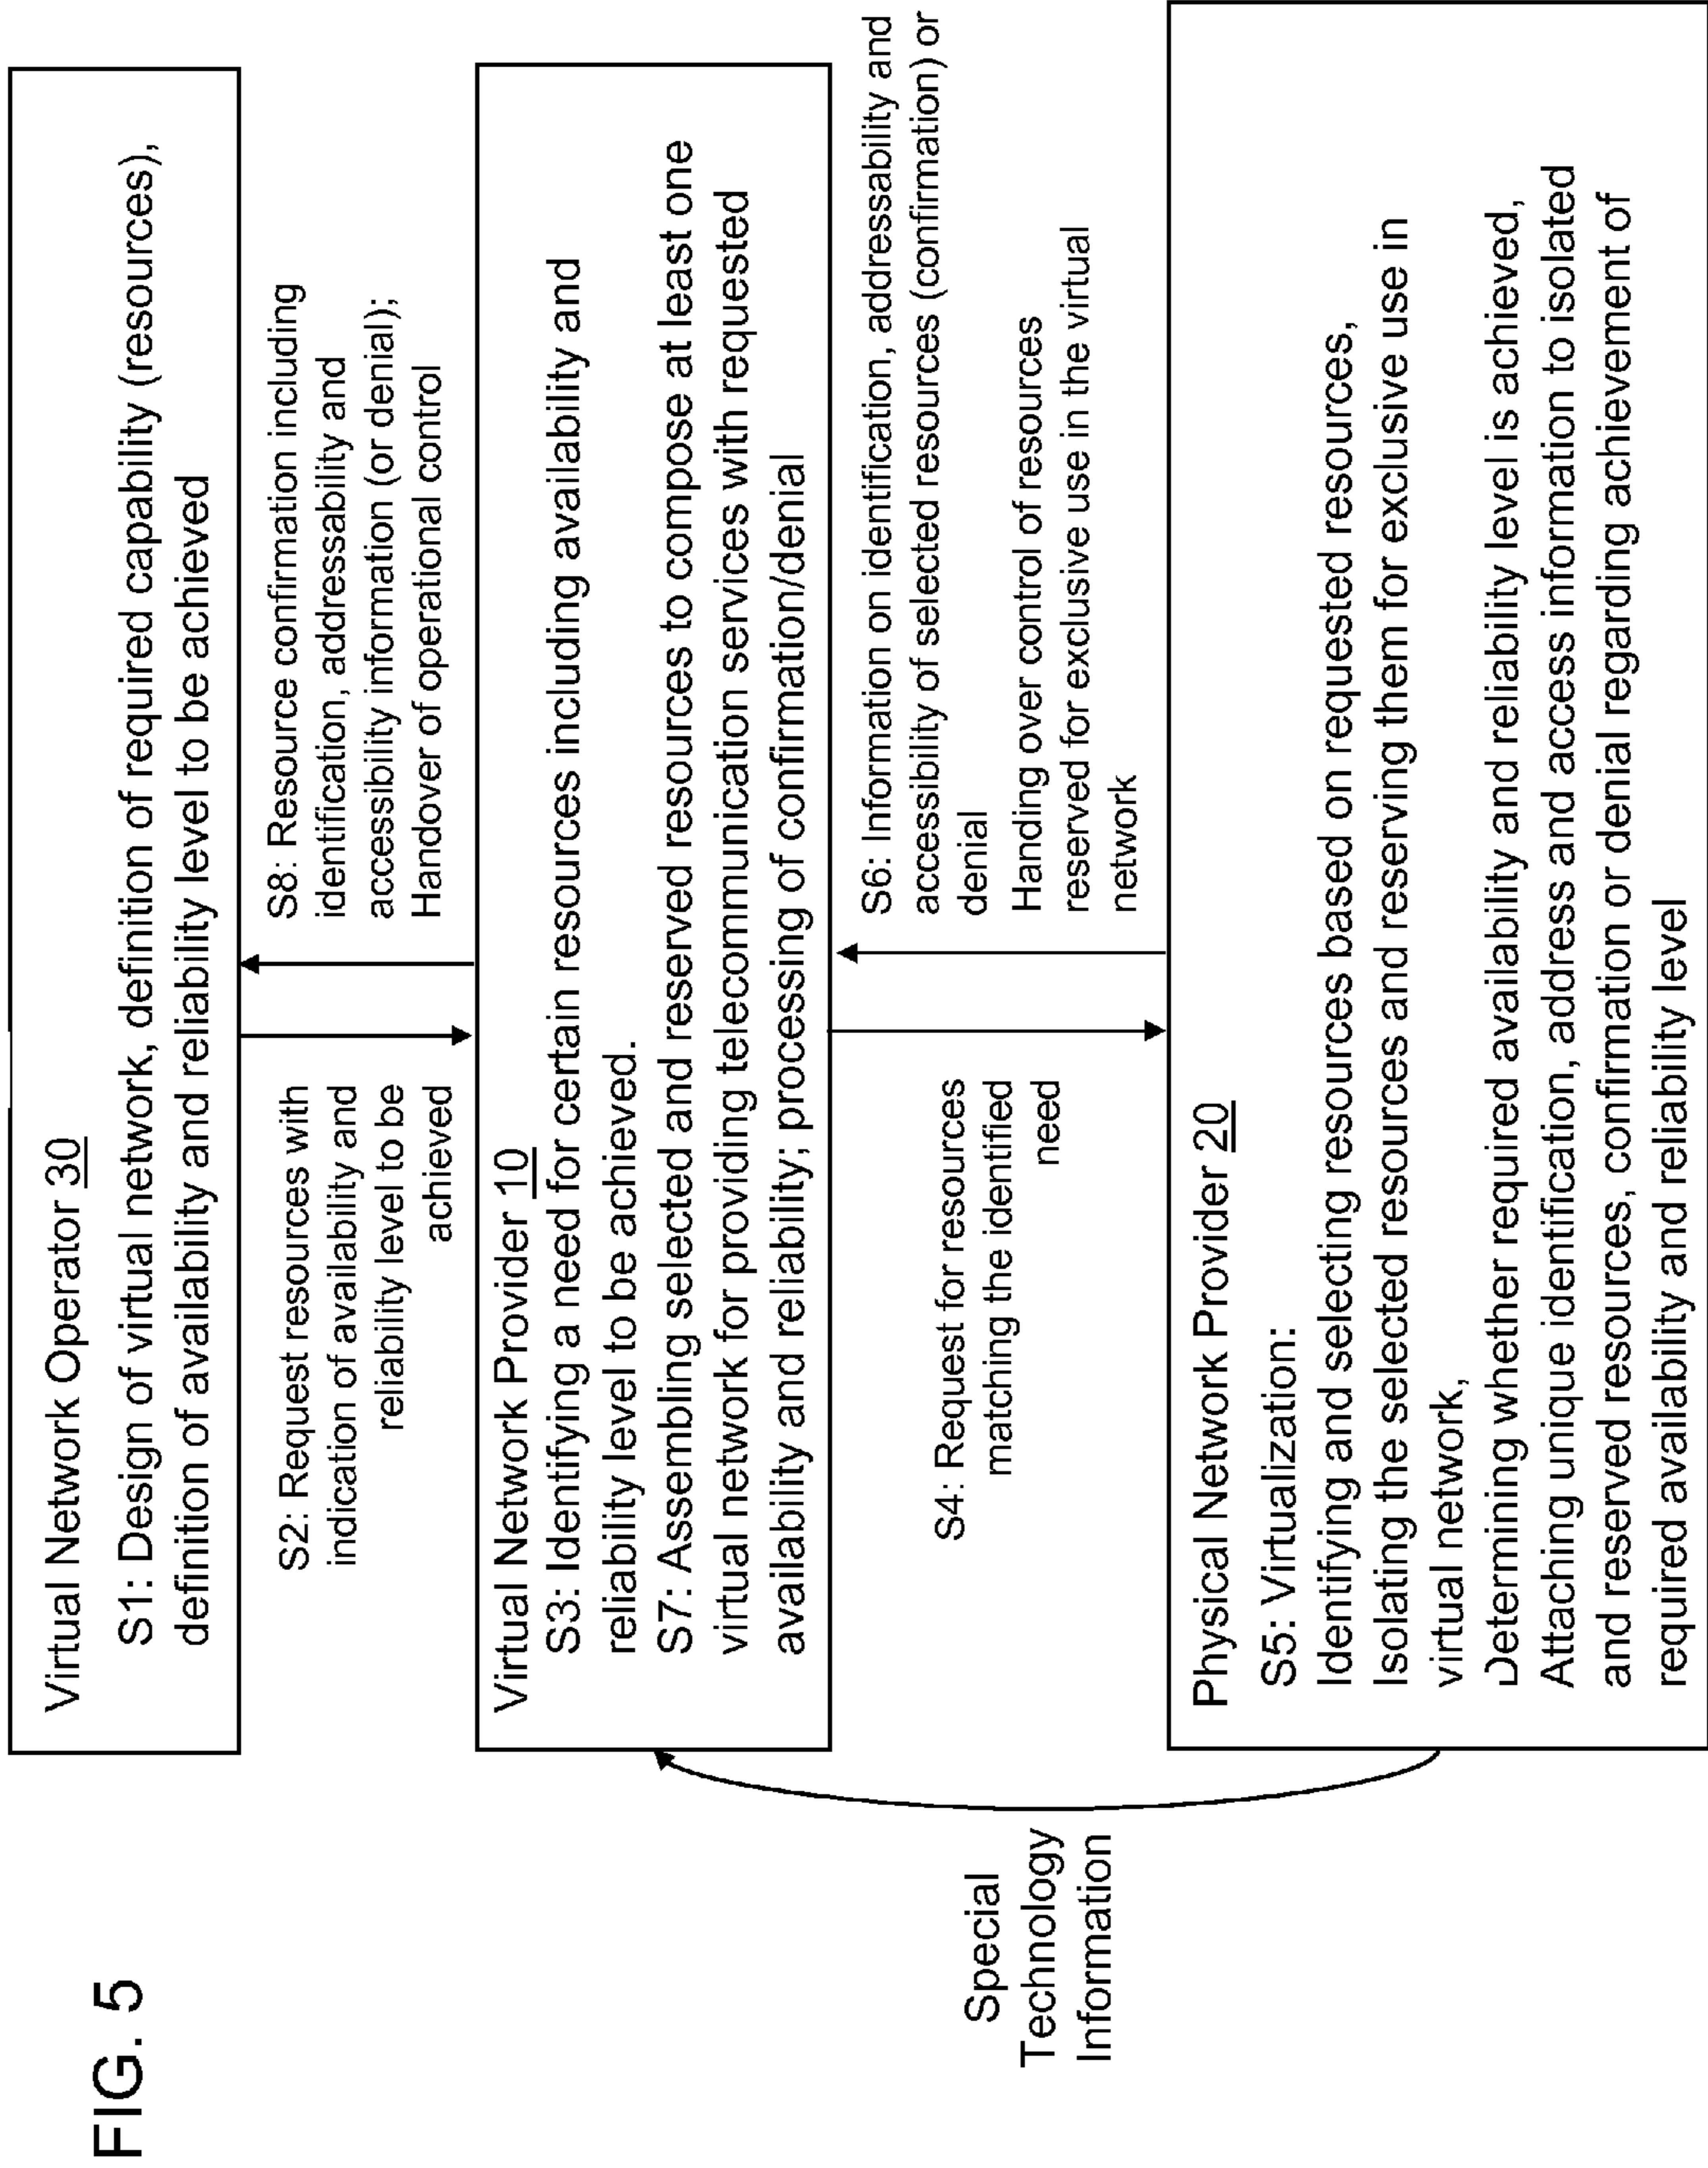 FIG. 5
Virtual Network Operator 30
S1: Design of virtual network, definition of required capability (resources),
definition of availability and reliability level to be achieved
S2: Request resources with
indication of availability and
reliability level to be
achieved
S8: Resource confirmation including
identification, addressability and
accessibility information (or denial);
Handover of operational control
Virtual Network Provider 10
S3: Identifying a need for certain resources including availability and
reliability level to be achieved.
S7: Assembling selected and reserved resources to compose at least one
virtual network for providing telecommunication services with requested
availability and reliability; processing of confirmation/denial
Special
Technology
Information
S4: Request for resources
matching the identified
need
S6: Information on identification, addressability and
accessibility of selected resources (confirmation) or
denial
Handing over control of resources
reserved for exclusive use in the virtual
network
Physical Network Provider 20
S5: Virtualization:
Identifying and selecting resources based on requested resources,
Isolating the selected resources and reserving them for exclusive use in
virtual network,
Determining whether required availability and reliability level is achieved,
Attaching unique identification, address and access information to isolated
and reserved resources, confirmation or denial regarding achievement of
required availability and reliability level